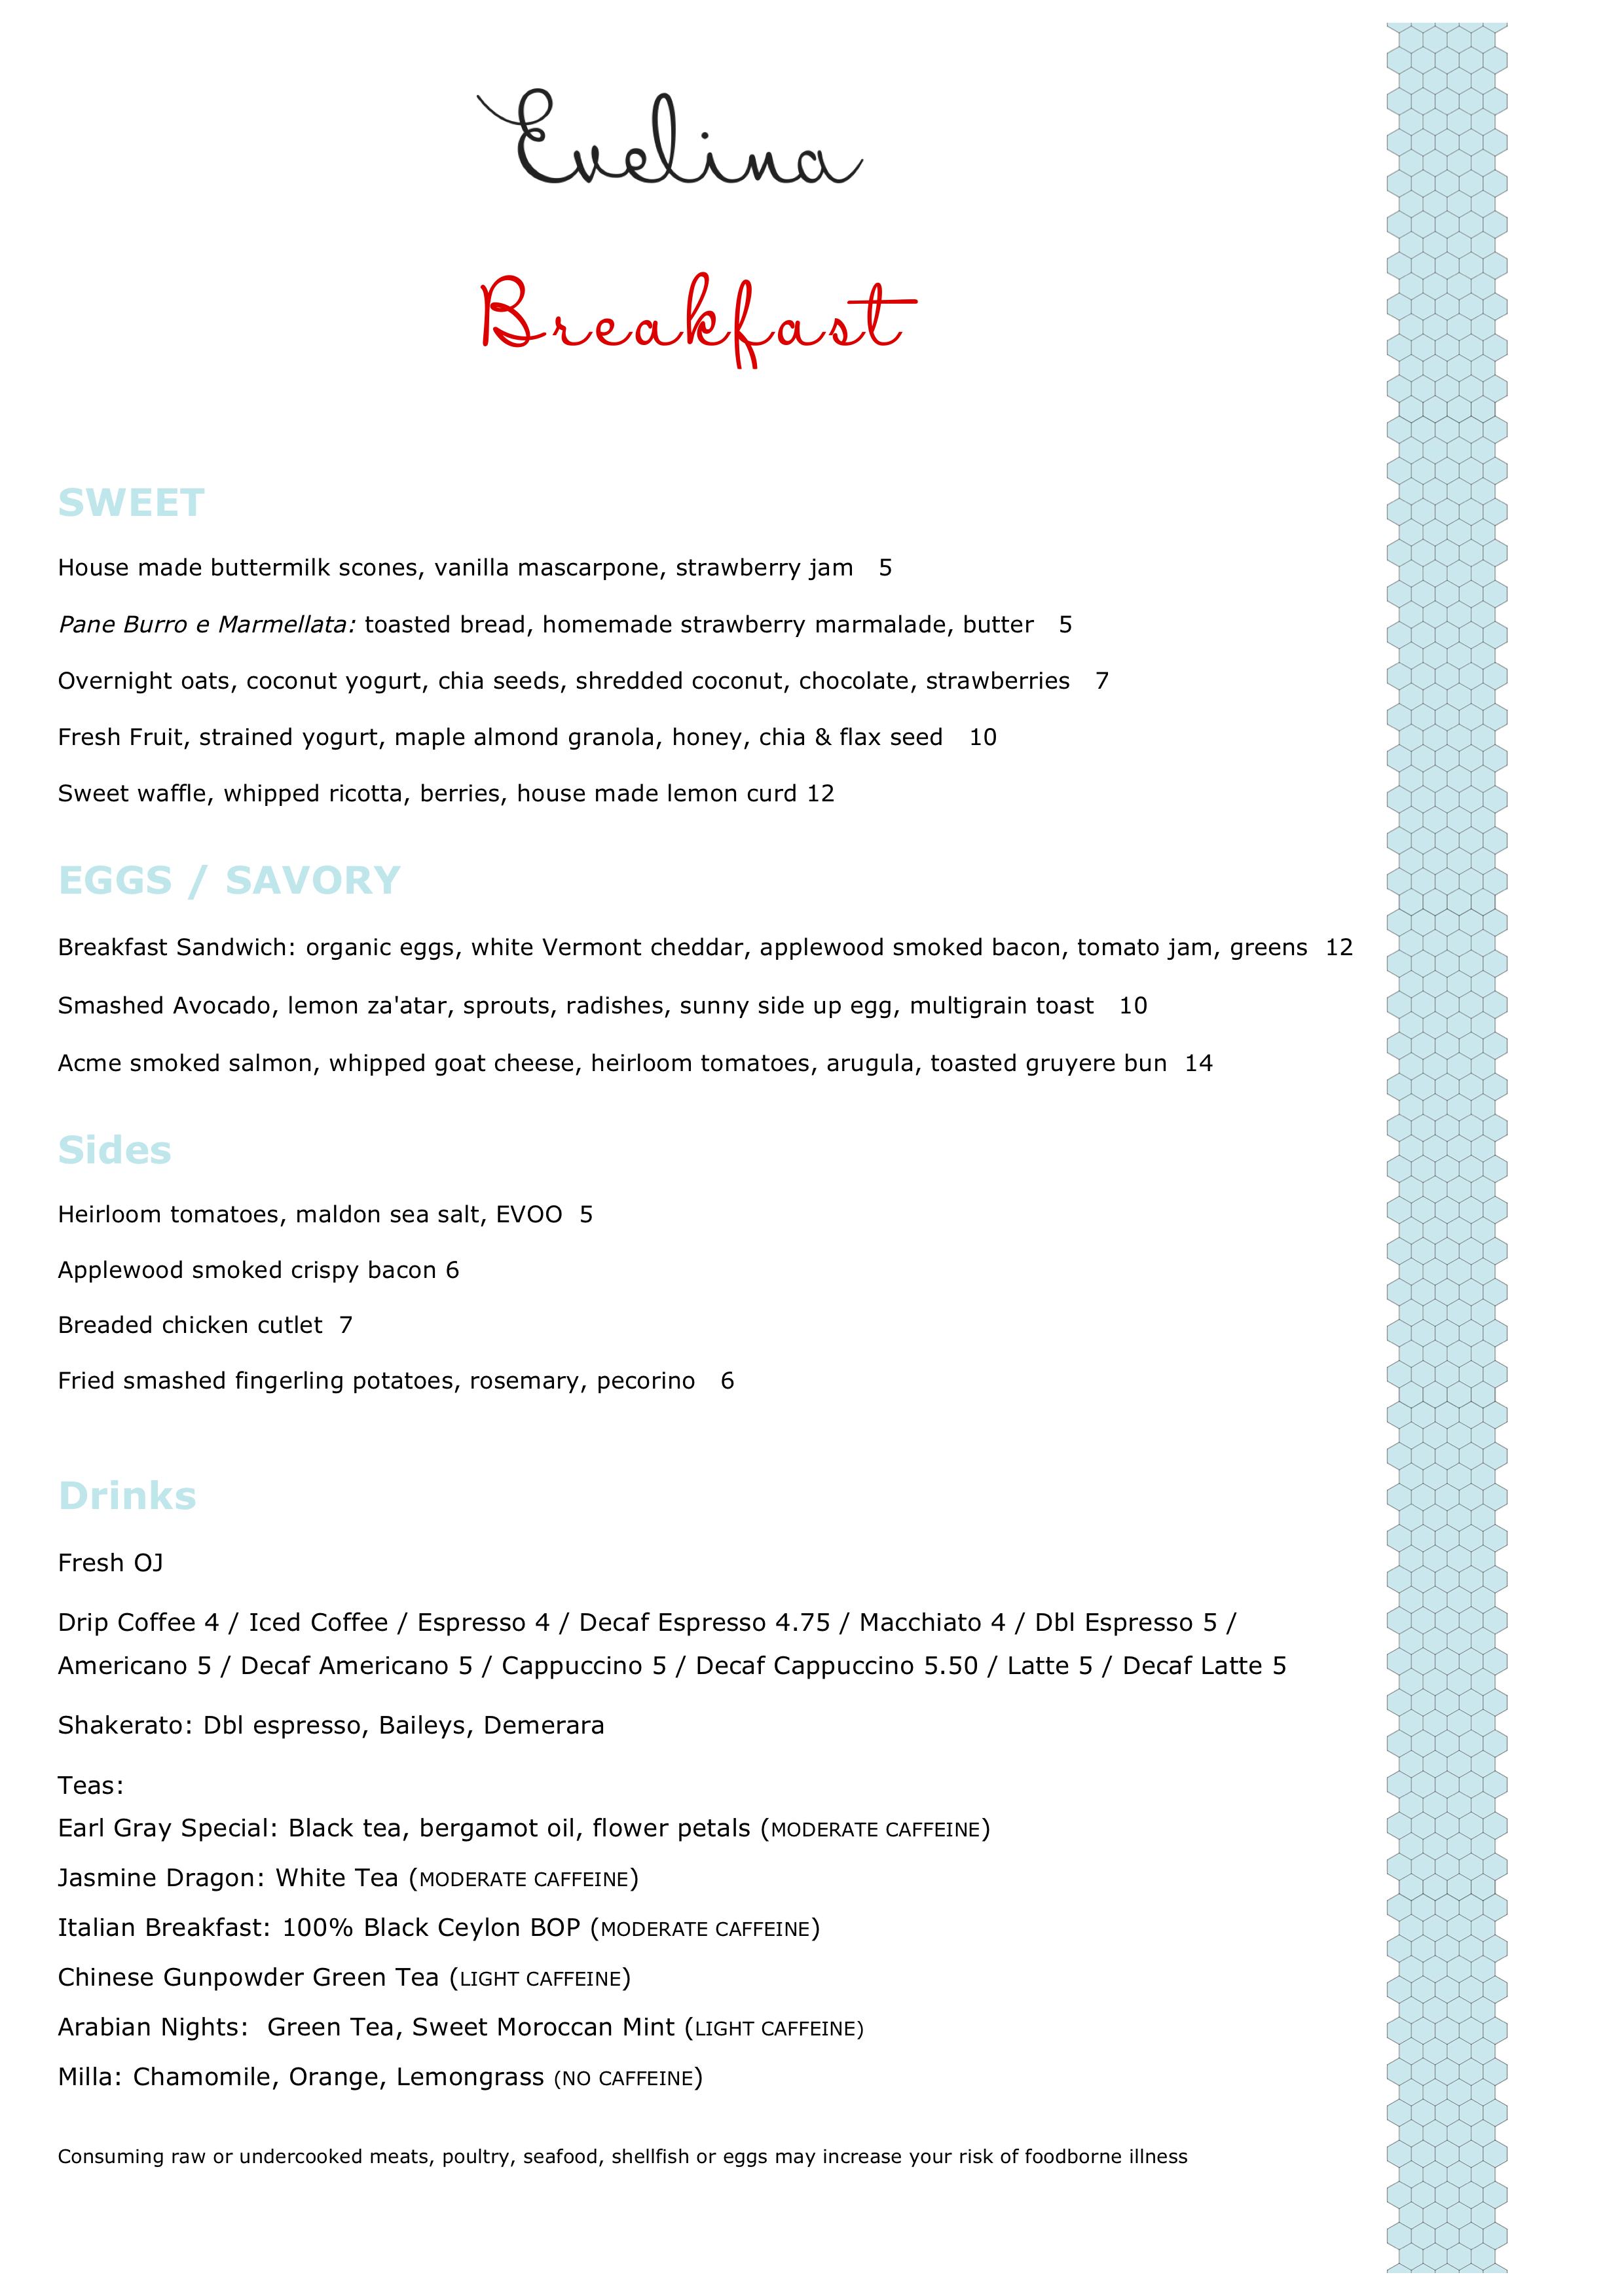 Evelina
Breakfast
SWEET
House made buttermilk scones, vanilla mascarpone, strawberry jam 5
Pane Burro e Marmellata: toasted bread, homemade strawberry marmalade, butter 5
Overnight oats, coconut yogurt, chia seeds, shredded coconut, chocolate, strawberries 7
Fresh Fruit, strained yogurt, maple almond granola, honey, chia & flax seed 10
Sweet waffle, whipped ricotta, berries, house made lemon curd 12
EGGS / SAVORY
Breakfast Sandwich: organic eggs, white Vermont cheddar, applewood smoked bacon, tomato jam, greens 12
Smashed Avocado, lemon za'atar, sprouts, radishes, sunny side up egg, multigrain toast 10
Acme smoked salmon, whipped goat cheese, heirloom tomatoes, arugula, toasted gruyere bun 14
Sides
Heirloom tomatoes, maldon sea salt, EVOO 5
Applewood smoked crispy bacon 6
Breaded chicken cutlet 7
Fried smashed fingerling potatoes, rosemary, pecorino 6
Drinks
Fresh OJ
Drip Coffee 4 / Iced Coffee / Espresso 4 / Decaf Espresso 4.75 / Macchiato 4 / Dbl Espresso 5 /
Americano 5 / Decaf Americano 5 / Cappuccino 5 / Decaf Cappuccino 5.50 / Latte 5 / Decaf Latte 5
Shakerato: Dbl espresso, Baileys, Demerara
Teas:
Earl Gray Special: Black tea, bergamot oil, flower petals (MODERATE CAFFEINE)
Jasmine Dragon: White Tea (MODERATE CAFFEINE)
Italian Breakfast: 100% Black Ceylon BOP (MODERATE CAFFEINE)
Chinese Gunpowder Green Tea (LIGHT CAFFEINE)
Arabian Nights: Green Tea, Sweet Moroccan Mint (LIGHT CAFFEINE)
Milla: Chamomile, Orange, Lemongrass (NO CAFFEINE)
Consuming raw or undercooked meats, poultry, seafood, shellfish or eggs may increase your risk of foodborne illness